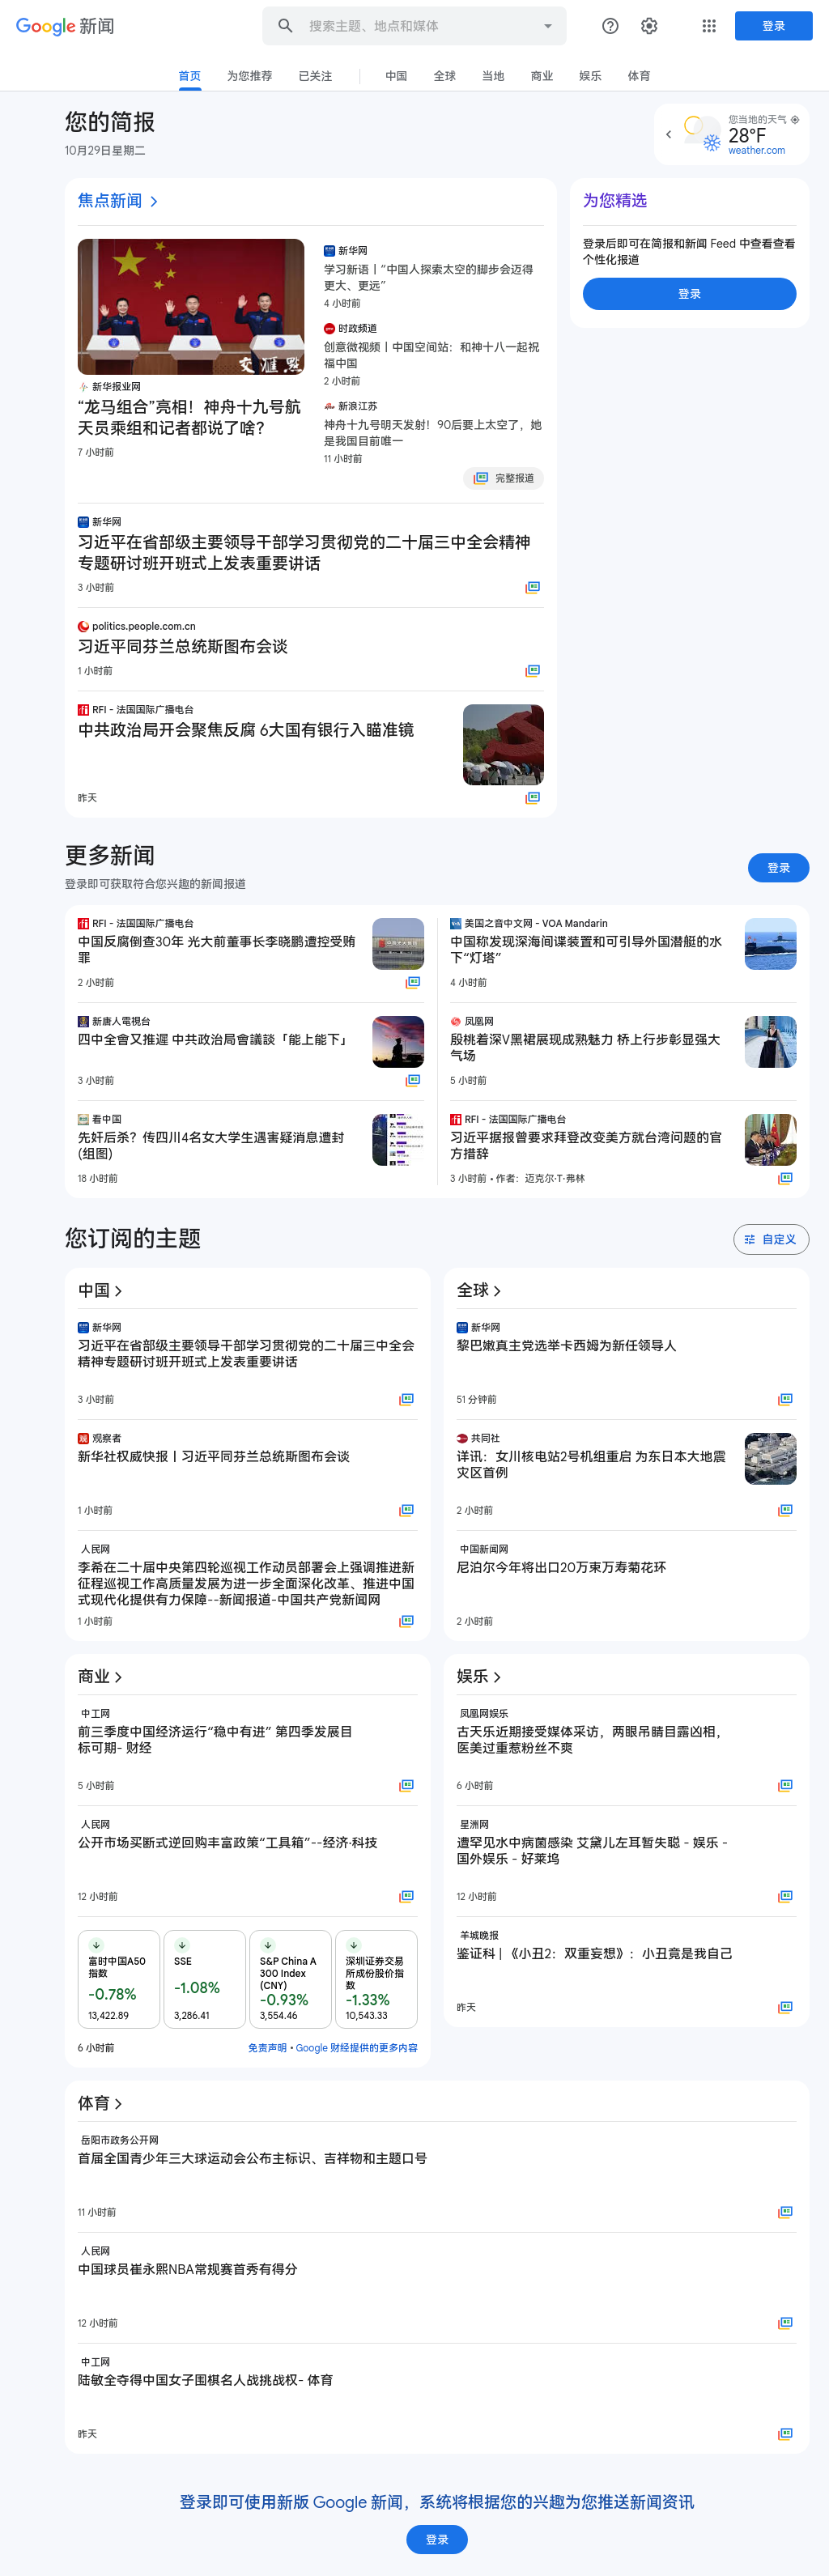 Google 新闻
搜索主题、地点和媒体
登录
首页
为您推荐
已关注
中国
全球
当地
商业
娱乐
体育
您的简报
10月29日星期二
您当地的天气
28°F
weather.com
焦点新闻
交汇点
新华报业网
“龙马组合”亮相！神舟十九号航
天员乘组和记者都说了啥？
7 小时前
新华网
学习新语丨“中国人探索太空的脚步会迈得
更大、更远”
4 小时前
时政频道
创意微视频丨中国空间站：和神十八一起祝
福中国
2 小时前
新浪江苏
神舟十九号明天发射！90后要上太空了，她
是我国目前唯一
11 小时前
完整报道
新华网
习近平在省部级主要领导干部学习贯彻党的二十届三中全会精神
专题研讨班开班式上发表重要讲话
3 小时前
politics.people.com.cn
习近平同芬兰总统斯图布会谈
1 小时前
RFI - 法国国际广播电台
中共政治局开会聚焦反腐 6大国有银行入瞄准镜
昨天
为您精选
登录后即可在简报和新闻 Feed 中查看查看
个性化报道
登录
更多新闻
登录即可获取符合您兴趣的新闻报道
登录
RFI - 法国国际广播电台
中国反腐倒查30年 光大前董事长李晓鹏遭控受贿
罪
2 小时前
新唐人電視台
四中全會又推遲 中共政治局會議談「能上能下」
3 小时前
看中国
先奸后杀？传四川4名女大学生遇害疑消息遭封
(组图)
18 小时前
美国之音中文网 - VOA Mandarin
中国称发现深海间谍装置和可引导外国潜艇的水
下“灯塔”
4 小时前
凤凰网
殷桃着深V黑裙展现成熟魅力 桥上行步彰显强大
气场
5 小时前
RFI - 法国国际广播电台
习近平据报曾要求拜登改变美方就台湾问题的官
方措辞
3 小时前 • 作者：迈克尔·T·弗林
您订阅的主题
自定义
中国
新华网
习近平在省部级主要领导干部学习贯彻党的二十届三中全会
精神专题研讨班开班式上发表重要讲话
3 小时前
观察者
新华社权威快报丨习近平同芬兰总统斯图布会谈
1 小时前
人民网
李希在二十届中央第四轮巡视工作动员部署会上强调推进新
征程巡视工作高质量发展为进一步全面深化改革、推进中国
式现代化提供有力保障--新闻报道-中国共产党新闻网
1 小时前
全球
新华网
黎巴嫩真主党选举卡西姆为新任领导人
51 分钟前
共同社
详讯：女川核电站2号机组重启 为东日本大地震
灾区首例
2 小时前
中国新闻网
尼泊尔今年将出口20万束万寿菊花环
2 小时前
商业
中工网
前三季度中国经济运行“稳中有进” 第四季发展目
标可期- 财经
5 小时前
人民网
公开市场买断式逆回购丰富政策“工具箱”--经济·科技
12 小时前
富时中国A50
指数
-0.78%
13,422.89
SSE
-1.08%
3,286.41
S&P China A
300 Index
(CNY)
-0.93%
3,554.46
深圳证券交易
所成份股价指
数
-1.33%
10,543.33
6 小时前
免责声明 • Google 财经提供的更多内容
娱乐
凤凰网娱乐
古天乐近期接受媒体采访，两眼吊睛目露凶相，
医美过重惹粉丝不爽
6 小时前
星洲网
遭罕见水中病菌感染 艾黛儿左耳暂失聪 - 娱乐 -
国外娱乐 - 好莱坞
12 小时前
羊城晚报
鉴证科 | 《小丑2：双重妄想》：小丑竟是我自己
昨天
体育
岳阳市政务公开网
首届全国青少年三大球运动会公布主标识、吉祥物和主题口号
11 小时前
人民网
中国球员崔永熙NBA常规赛首秀有得分
12 小时前
中工网
陆敏全夺得中国女子围棋名人战挑战权- 体育
昨天
登录即可使用新版 Google 新闻，系统将根据您的兴趣为您推送新闻资讯
登录